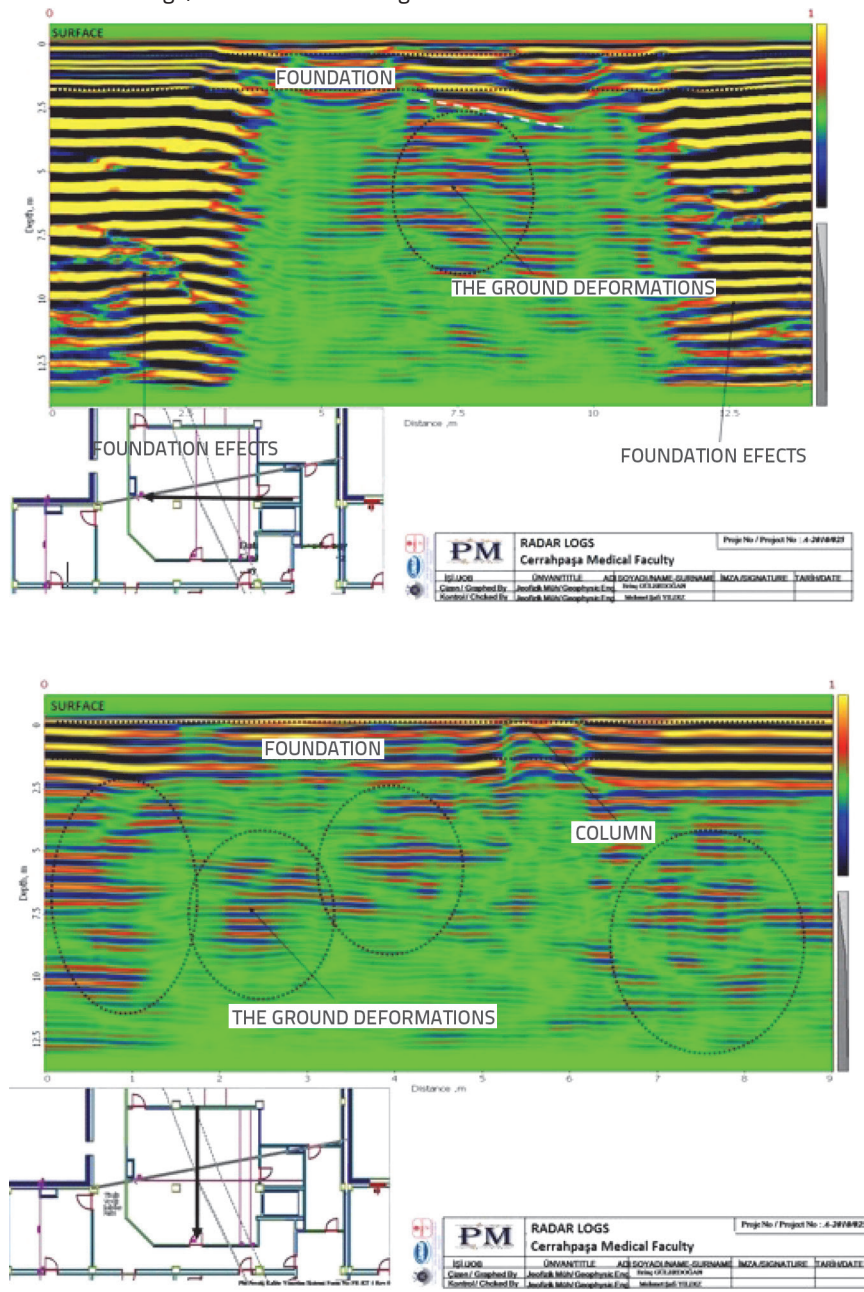 0
1
SURFACE
0
FOUNDATION
2.5
5
Depth, m
7.5
THE GROUND DEFORMATIONS
10
12.5
0
2.5
5
7.5
10
12.5
Distance ,m
FOUNDATION EFECTS
FOUNDATION EFFECTS
PM
RADAR LOGS
Proje No / Project No :
Cerrahpaşa Medical Faculty
İŞİ/JOB ÜNVAN/TITLE ADI SOYADI/NAME-SURNAME İMZA/SIGNATURE TARİH/DATE
Çizen / Graphed By Jeofizik Müh/Geophysic Eng.
Kontrol / Chcked By Jeofizik Müh/Geophysic Eng.
0
1
SURFACE
0
FOUNDATION
2.5
COLUMN
5
Depth, m
7.5
10
THE GROUND DEFORMATIONS
12.5
0
1
2
3
4
5
6
7
8
9
Distance ,m
PM
RADAR LOGS
Proje No / Project No :
Cerrahpaşa Medical Faculty
İŞİ/JOB ÜNVAN/TITLE ADI SOYADI/NAME-SURNAME İMZA/SIGNATURE TARİH/DATE
Çizen / Graphed By Jeofizik Müh/Geophysic Eng.
Kontrol / Chcked By Jeofizik Müh/Geophysic Eng.